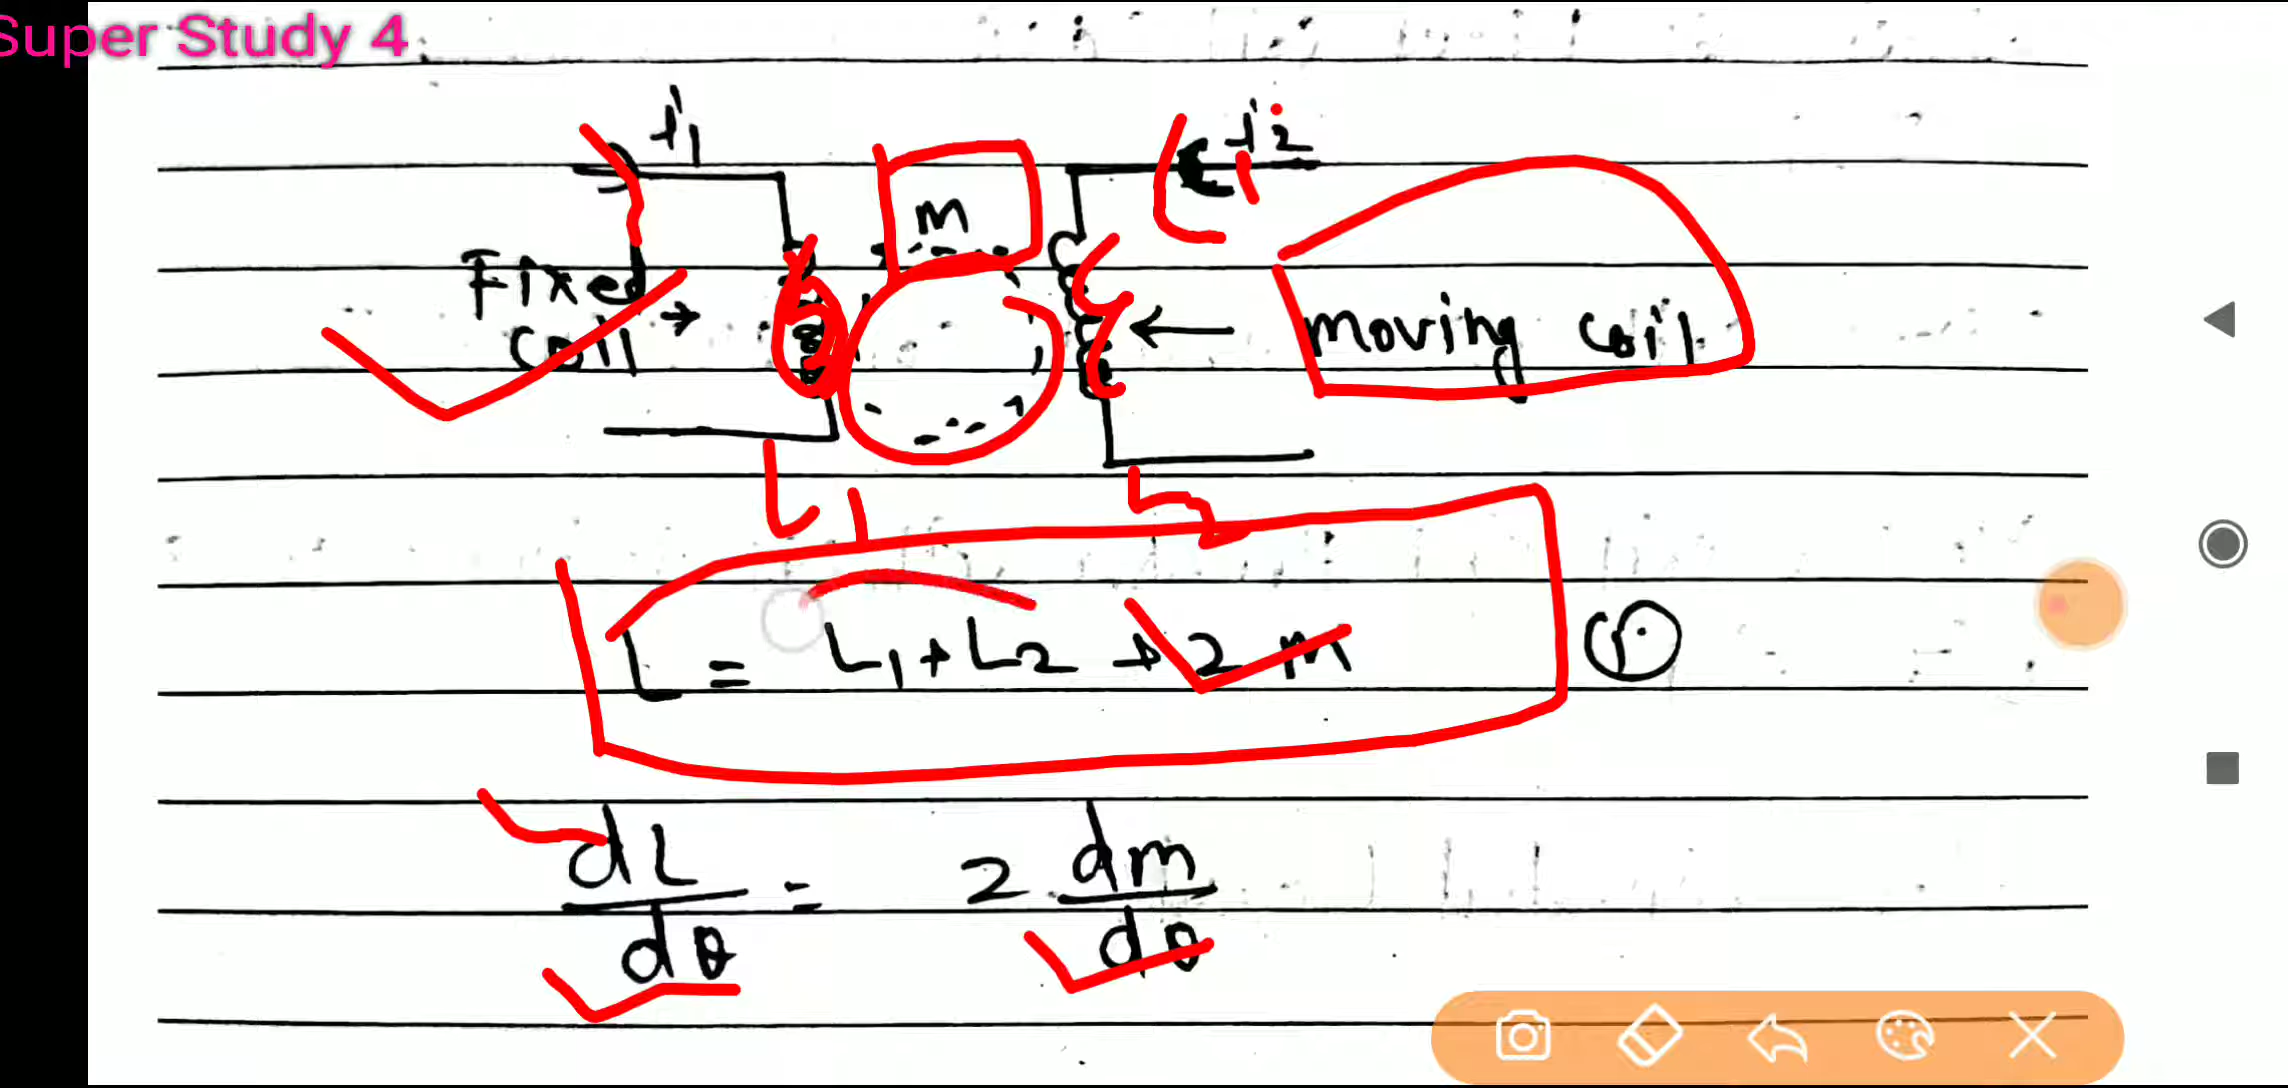 Super Study 4
i1
i2
m
Fixed
coil →
← moving coil
L1
L2
L = L1 + L2 + 2m
dL/dθ = 2 dm/dθ